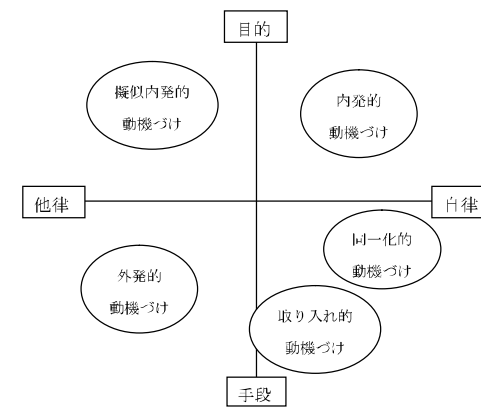 目的
擬似内発的
動機づけ
内発的
動機づけ
他律
自律
同一化的
動機づけ
外発的
動機づけ
取り入れ的
動機づけ
手段